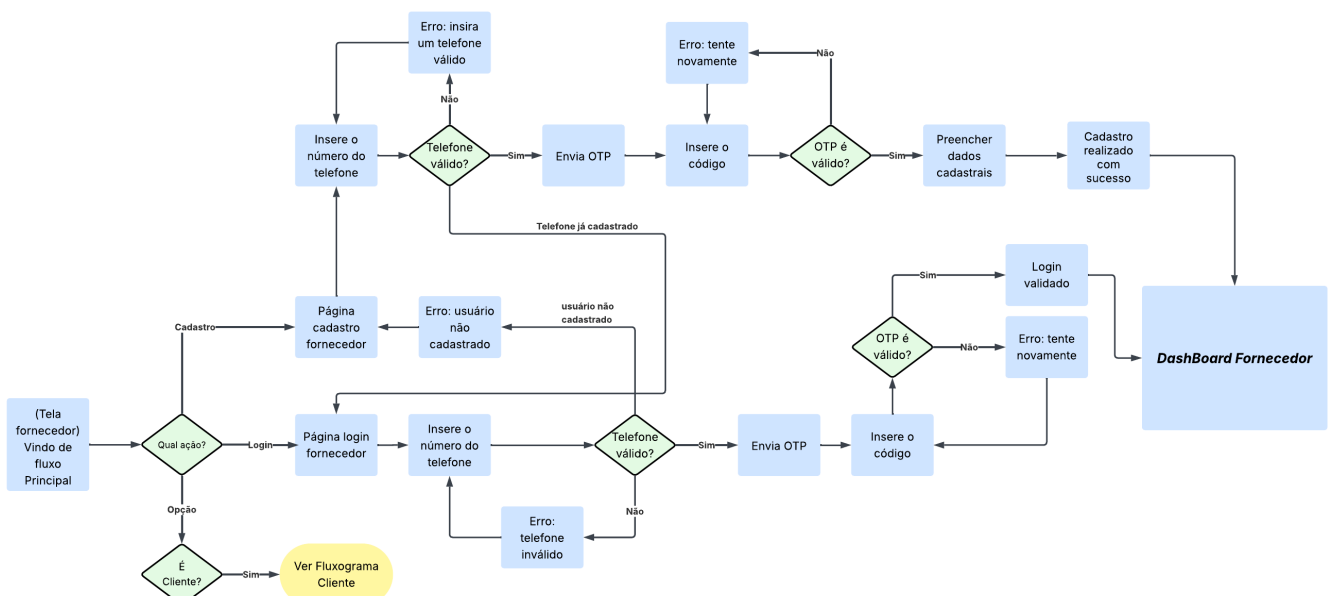 Erro: insira
um telefone
válido
Erro: tente
novamente
Não
Não
Insere o
número do
telefone
Telefone
válido?
Sim
Envia OTP
Insere o
código
OTP é
válido?
Sim
Preencher
dados
cadastrais
Cadastro
realizado
com
sucesso
Telefone já cadastrado
Sim
Login
validado
Página
cadastro
fornecedor
Erro: usuário
não
cadastrado
usuário não
cadastrado
Cadastro
OTP é
válido?
Não
Erro: tente
novamente
DashBoard Fornecedor
(Tela
fornecedor)
Vindo de
fluxo
Principal
Qual ação?
Login
Página login
fornecedor
Insere o
número do
telefone
Telefone
válido?
Sim
Envia OTP
Insere o
código
Opção
Não
Erro:
telefone
inválido
É
Cliente?
Sim
Ver Fluxograma
Cliente